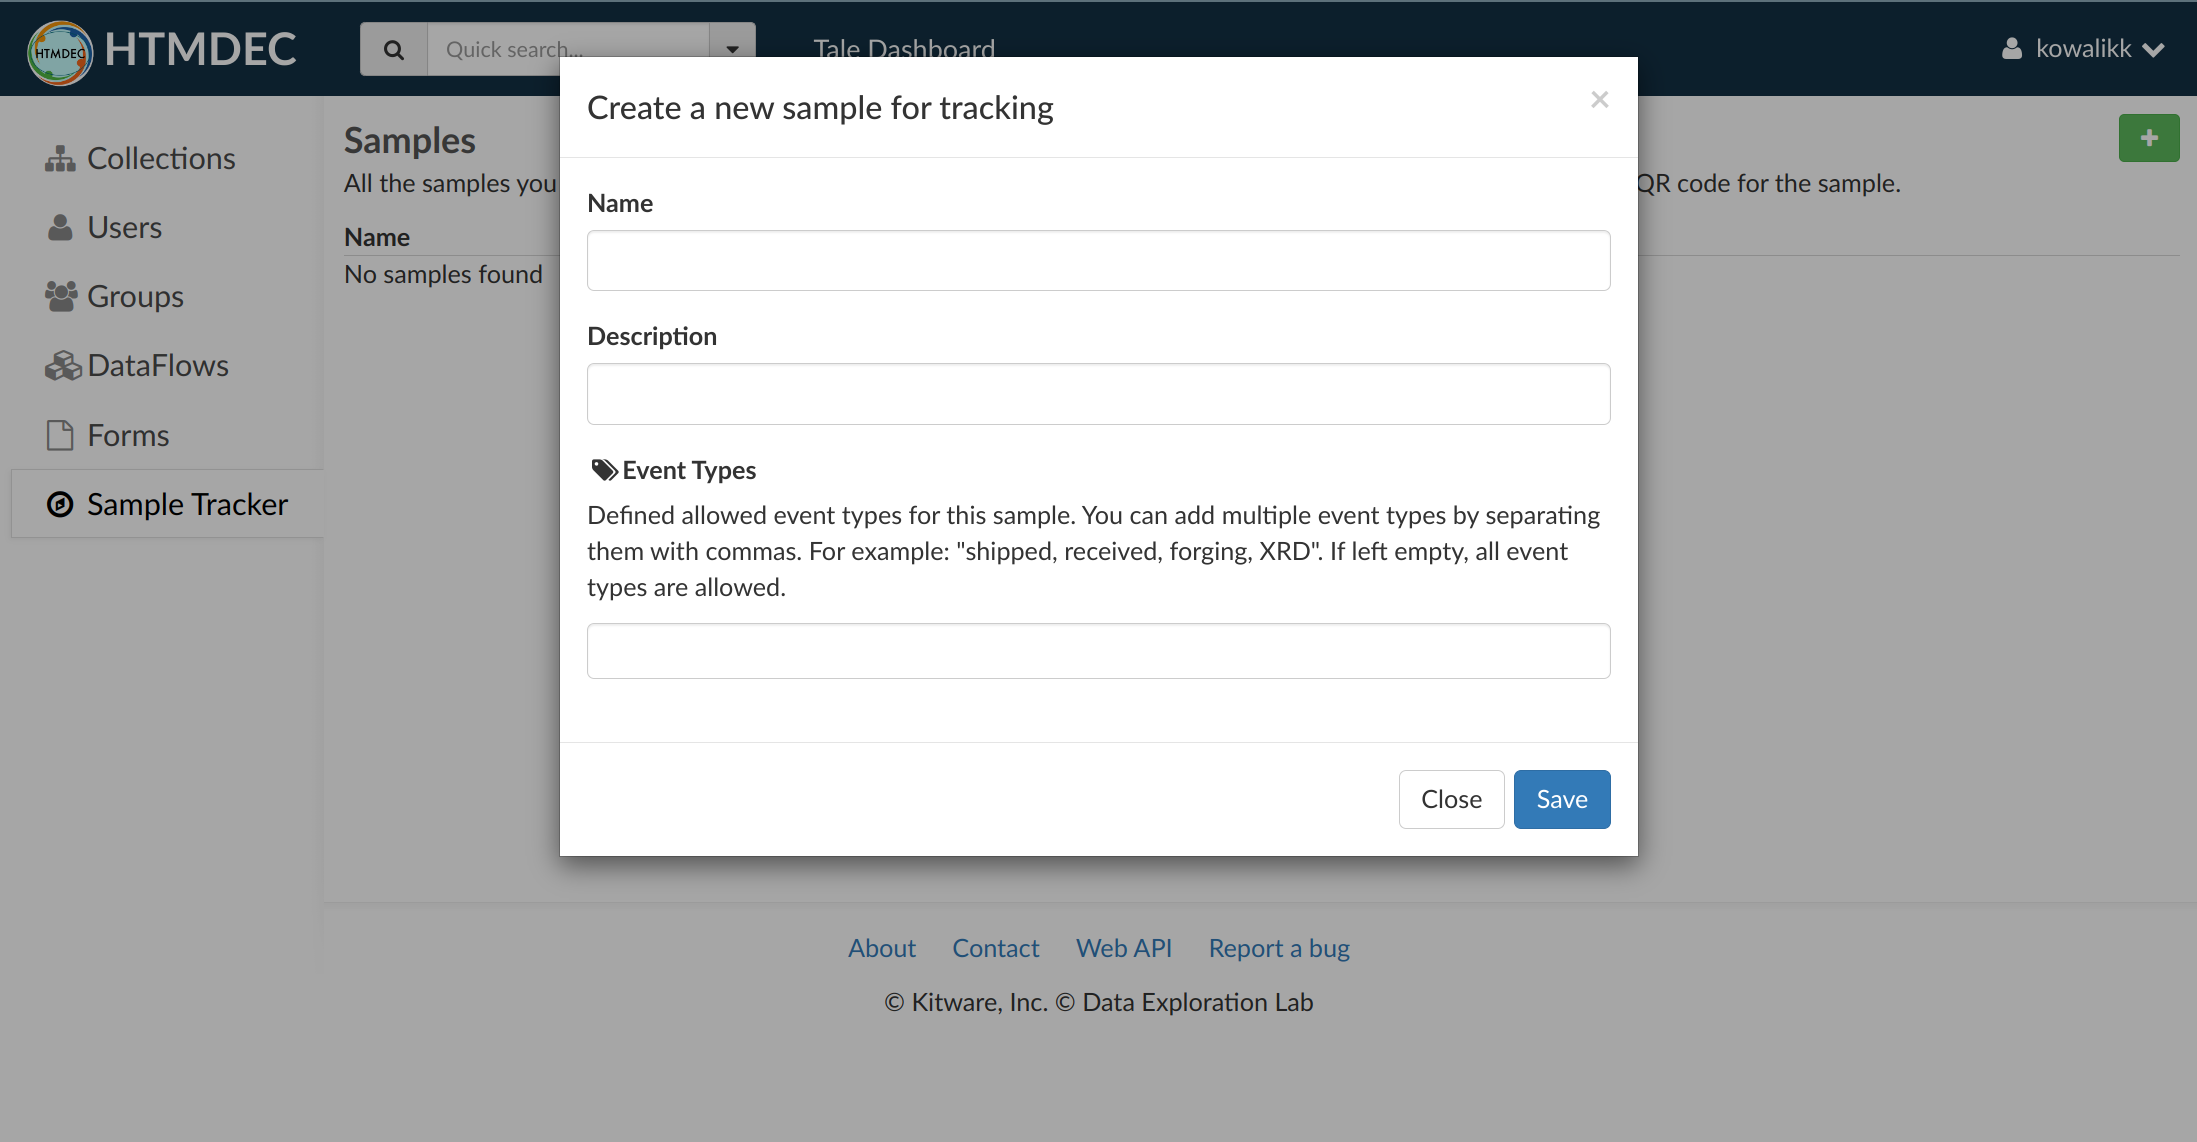 HTMDEC HTMDEC Quick search... Tale Dashboard kowalikk
Create a new sample for tracking ×
Collections
Users
Groups
DataFlows
Forms
Sample Tracker
Samples
All the samples you
QR code for the sample.
Name
No samples found
Name
Description
Event Types
Defined allowed event types for this sample. You can add multiple event types by separating
them with commas. For example: "shipped, received, forging, XRD". If left empty, all event
types are allowed.
Close Save
About Contact Web API Report a bug
© Kitware, Inc. © Data Exploration Lab